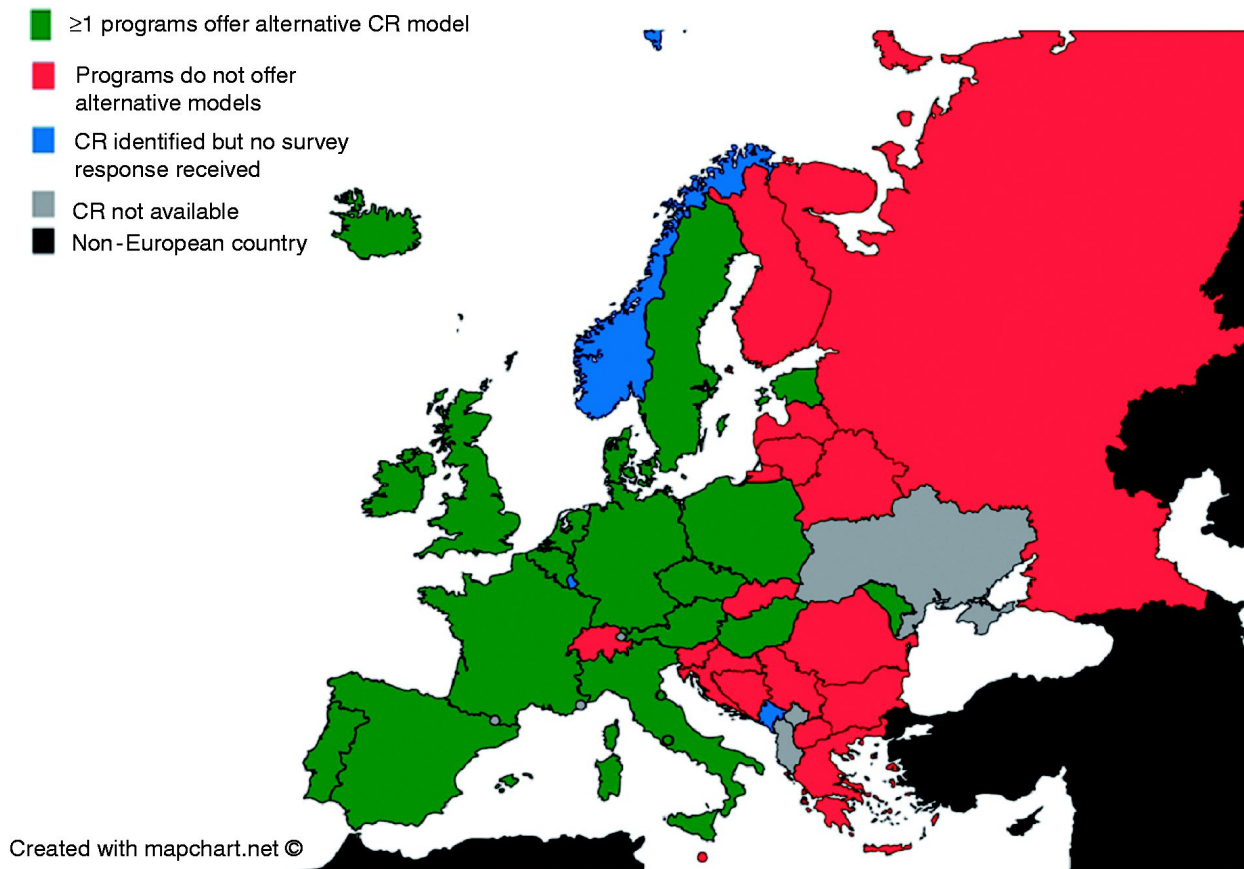 ≥1 programs offer alternative CR model
Programs do not offer
alternative models
CR identified but no survey
response received
CR not available
Non-European country
Created with mapchart.net ©